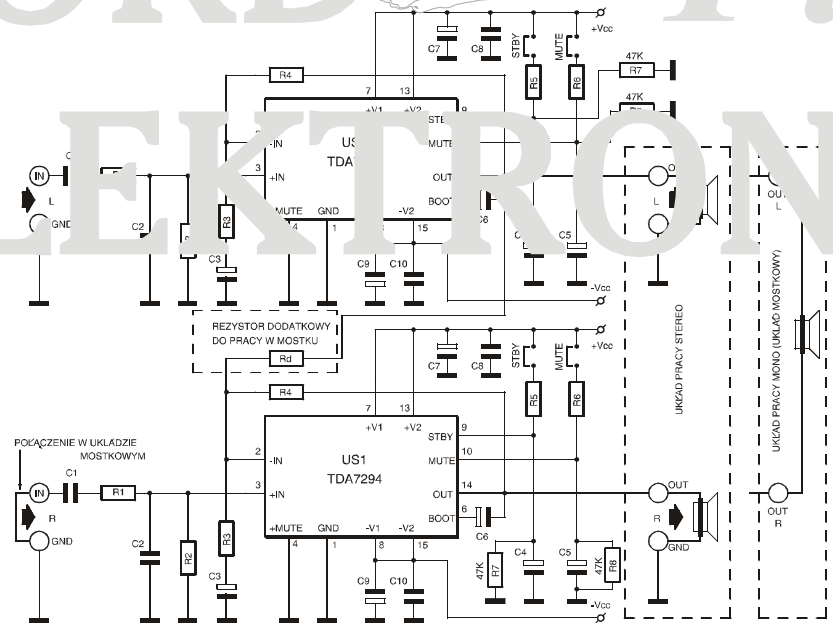 ELEKTRON
C7
C8
STBY
MUTE
+Vcc
47K
R7
R4
R5
R6
47K
7
13
+V1
+V2
9
STBY
US
TDA7
-IN
MUTE
3
+IN
OUT
BOOT
C6
IN
L
GND
C2
R3
MUTE
GND
-V2
4
1
15
C5
C3
C9
C10
-Vcc
L
OUT
L
REZYSTOR DODATKOWY
DO PRACY W MOSTKU
Rd
C7
C8
STBY
MUTE
+Vcc
R4
R5
R6
7
13
+V1
+V2
STBY
9
2
-IN
US1
TDA7294
MUTE
10
3
+IN
OUT
14
BOOT
6
C6
+MUTE
GND
-V1
-V2
4
1
8
15
POŁĄCZENIE W UKŁADZIE
MOSTKOWYM
IN
C1
R1
R
GND
C2
R2
R3
C3
C9
C10
47K
R7
C4
C5
47K
R8
-Vcc
OUT
R
GND
OUT
R
UKŁAD PRACY STEREO
UKŁAD PRACY MONO (UKŁAD MOSTKOWY)